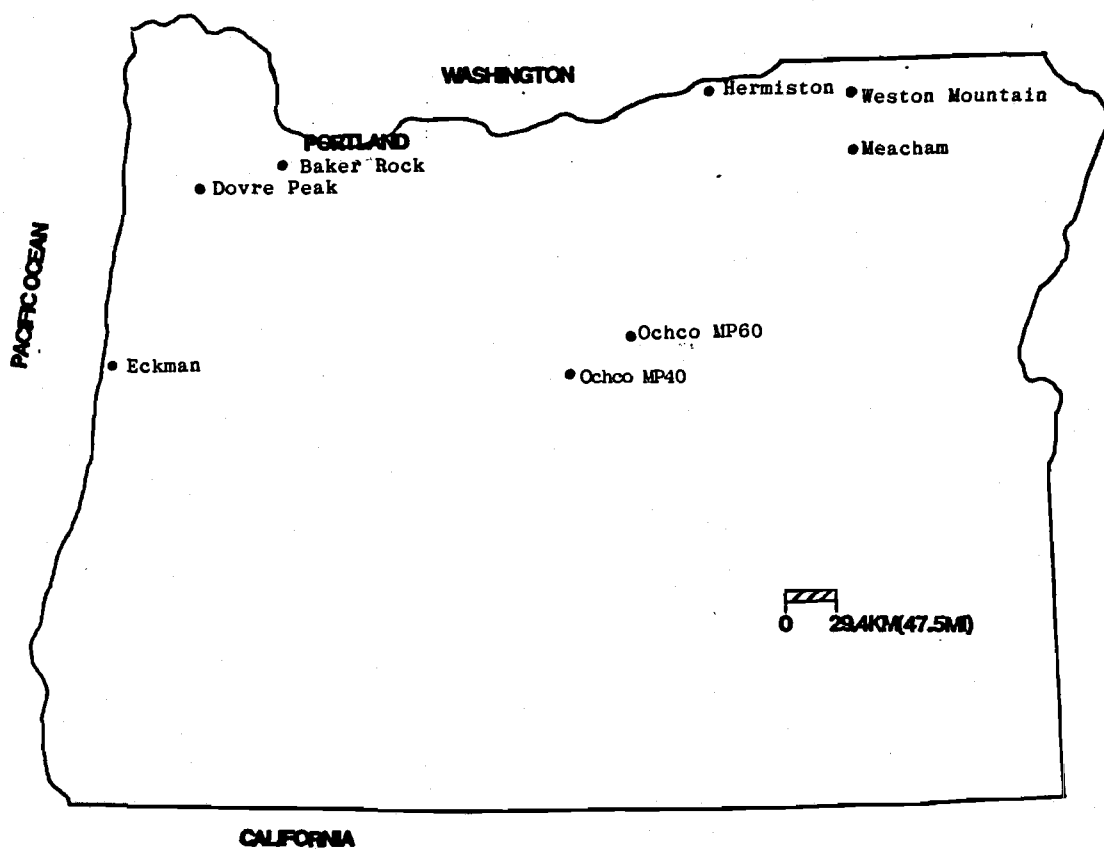 WASHINGTON
Hermiston
Weston Mountain
PORTLAND
Meacham
Baker Rock
Dovre Peak
PACIFIC OCEAN
Ochco MP60
Eckman
Ochco MP40
0 29.4KM(47.5MI)
CALIFORNIA